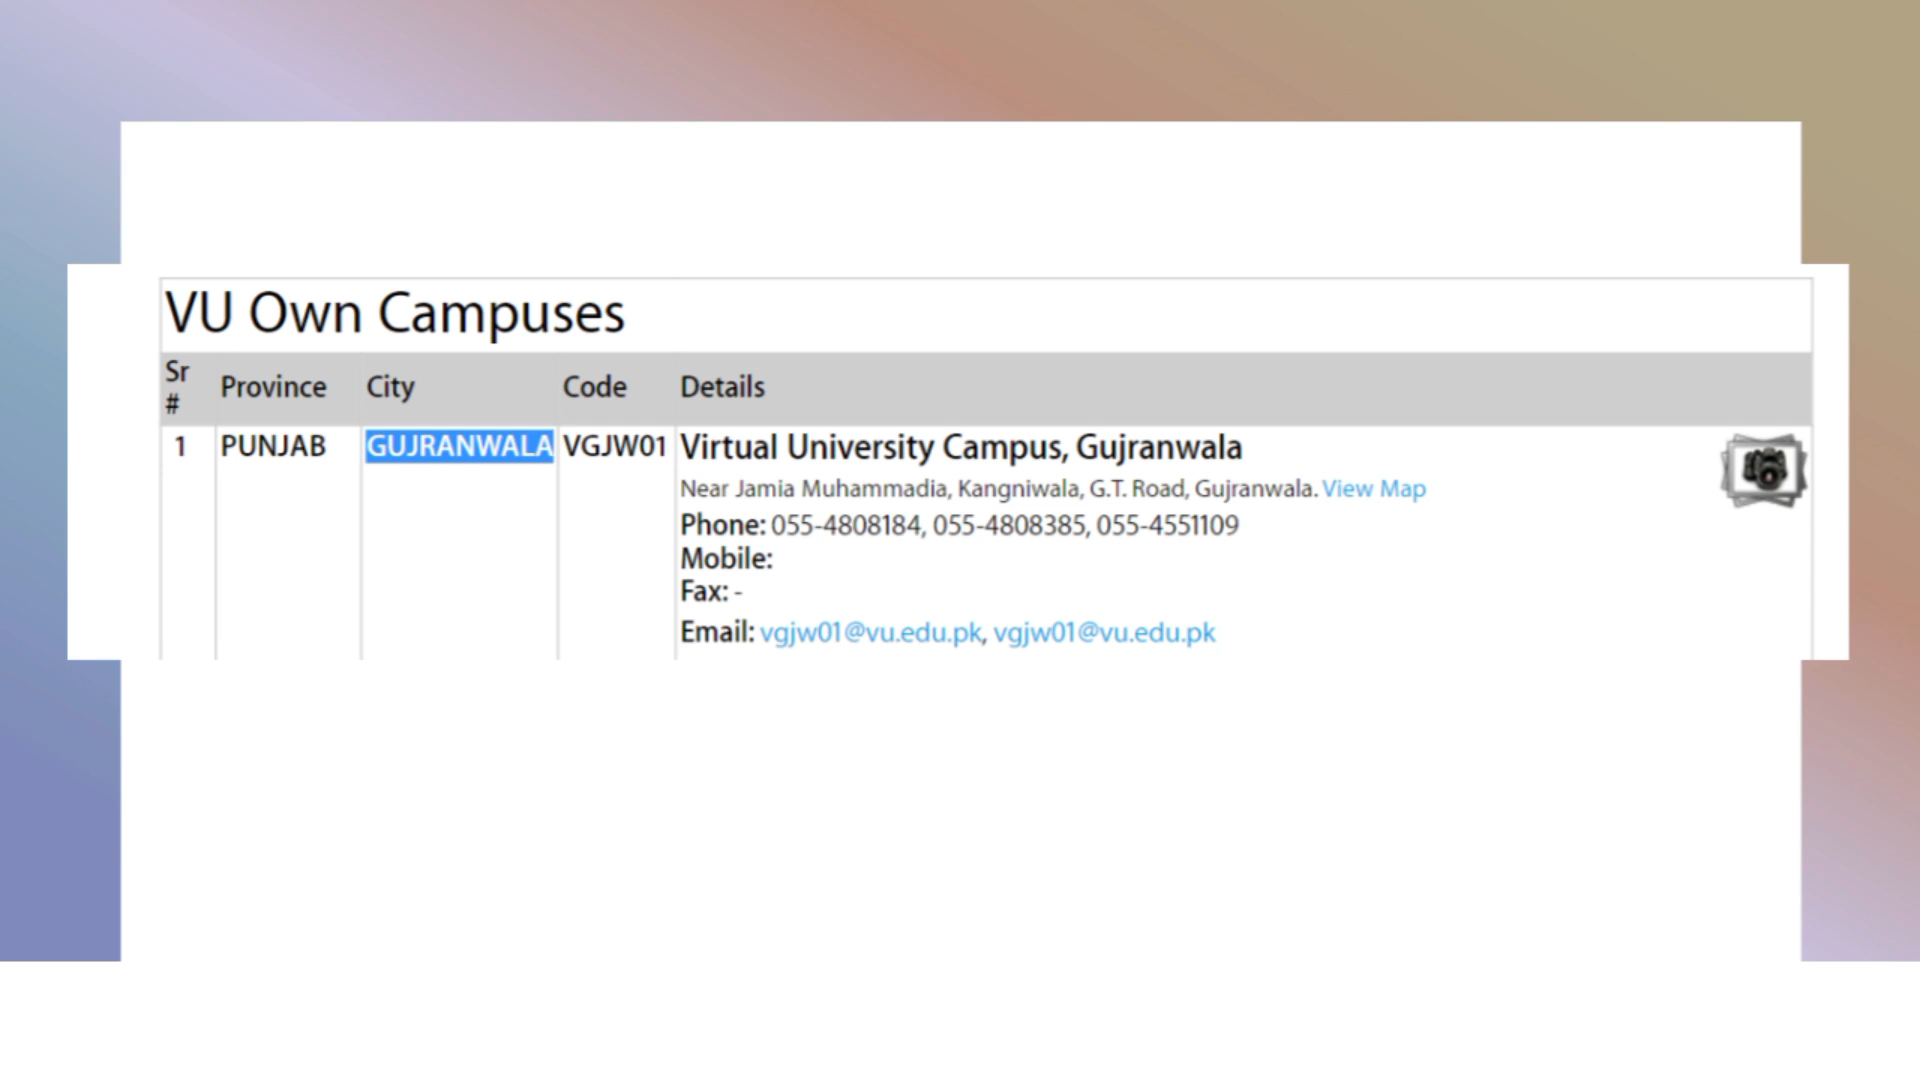 VU Own Campuses
Sr # Province City Code Details
1 PUNJAB GUJRANWALA VGJW01 Virtual University Campus, Gujranwala
Near Jamia Muhammadia, Kangniwala, G.T. Road, Gujranwala. View Map
Phone: 055-4808184, 055-4808385, 055-4551109
Mobile:
Fax: -
Email: vgjw01@vu.edu.pk, vgjw01@vu.edu.pk